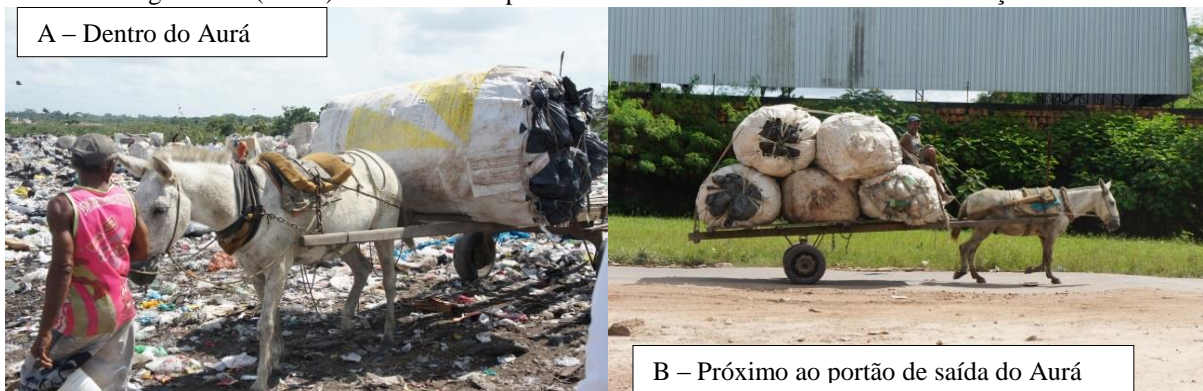 A – Dentro do Aurá
B – Próximo ao portão de saída do Aurá